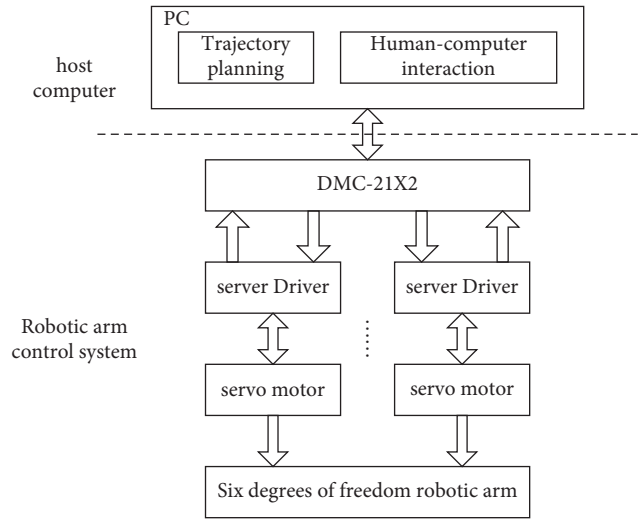 PC
Trajectory
planning
Human-computer
interaction
host
computer
DMC-21X2
server Driver
server Driver
Robotic arm
control system
servo motor
servo motor
Six degrees of freedom robotic arm